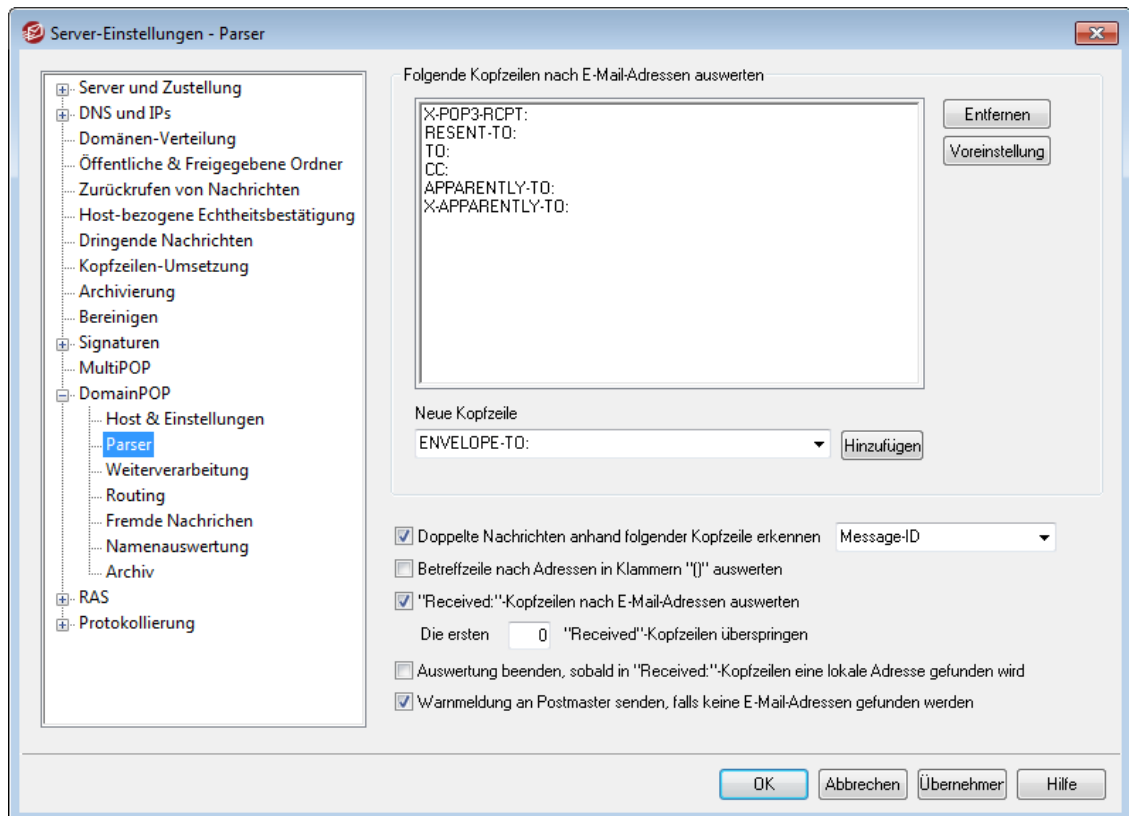 Server-Einstellungen - Parser
Server und Zustellung
DNS und IPs
Domänen-Verteilung
Öffentliche & Freigegebene Ordner
Zurückrufen von Nachrichten
Host-bezogene Echtheitsbestätigung
Dringende Nachrichten
Kopfzeilen-Umsetzung
Archivierung
Bereinigen
Signaturen
MultiPOP
DomainPOP
Host & Einstellungen
Parser
Weiterverarbeitung
Routing
Fremde Nachrichen
Namenauswertung
Archiv
RAS
Protokollierung
Folgende Kopfzeilen nach E-Mail-Adressen auswerten
X-POP3-RCPT:
RESENT-TO:
TO:
CC:
APPARENTLY-TO:
X-APPARENTLY-TO:
Entfernen
Voreinstellung
Neue Kopfzeile
ENVELOPE-TO:
Hinzufügen
Doppelte Nachrichten anhand folgender Kopfzeile erkennen Message-ID
Betreffzeile nach Adressen in Klammern "()" auswerten
"Received:"-Kopfzeilen nach E-Mail-Adressen auswerten
Die ersten 0 "Received"-Kopfzeilen überspringen
Auswertung beenden, sobald in "Received:"-Kopfzeilen eine lokale Adresse gefunden wird
Warnmeldung an Postmaster senden, falls keine E-Mail-Adressen gefunden werden
OK Abbrechen Übernehmer Hilfe